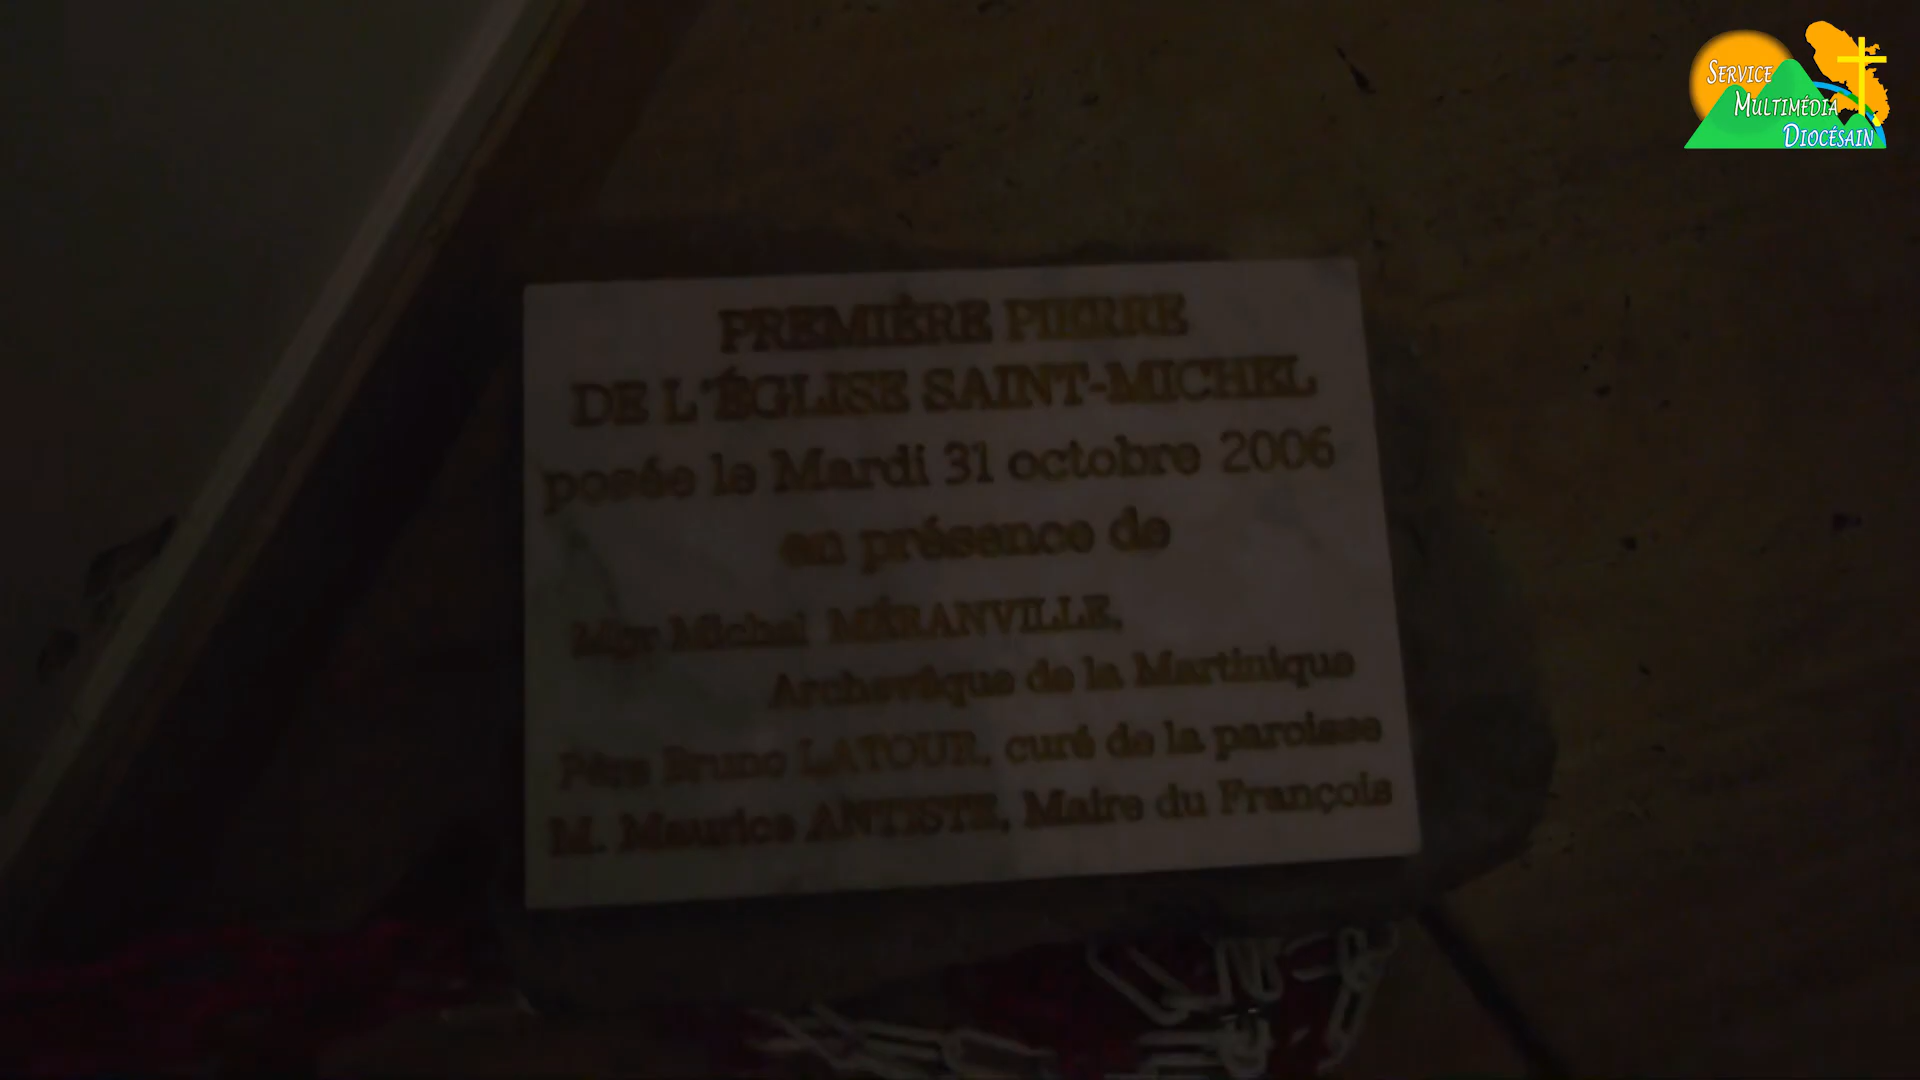 SERVICE
MULTIMÉDIA
DIOCÉSAIN
PREMIÈRE PIERRE
DE L'ÉGLISE SAINT-MICHEL
posée le Mardi 31 octobre 2006
en présence de
Mgr Michel MÉRANVILLE,
Archevêque de la Martinique
Père Bruno LATOUR, curé de la paroisse
M. Maurice ANTISTE, Maire du François